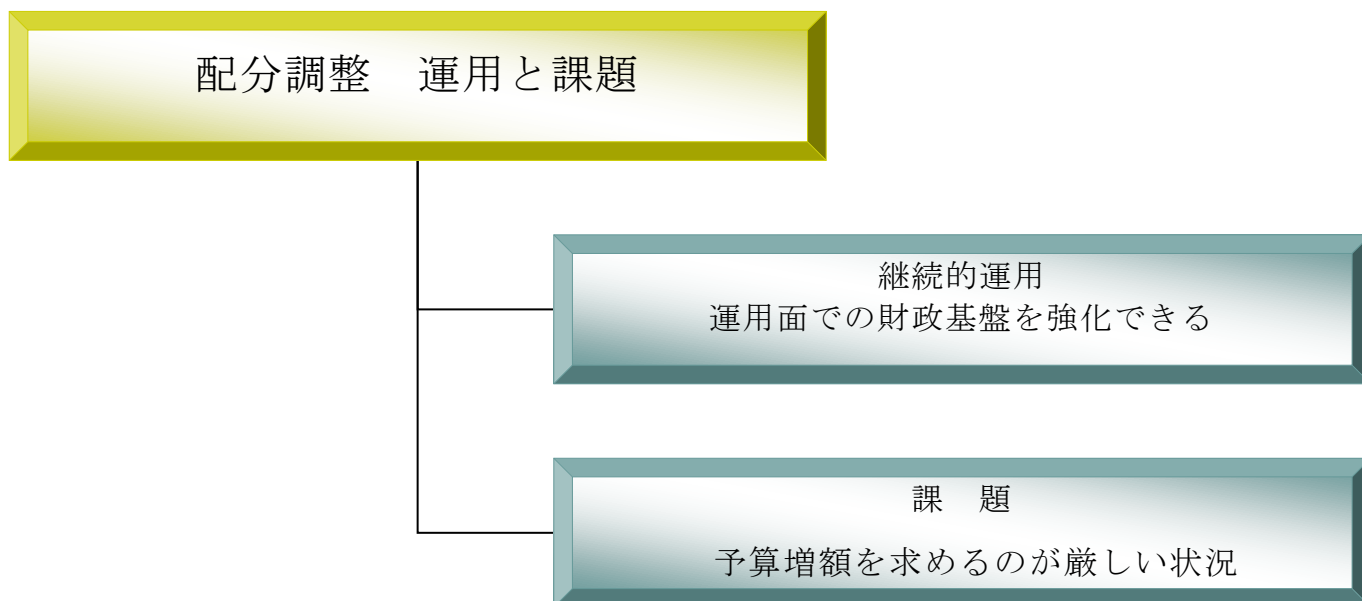 配分調整　運用と課題
継続的運用
運用面での財政基盤を強化できる
課　題
予算増額を求めるのが厳しい状況